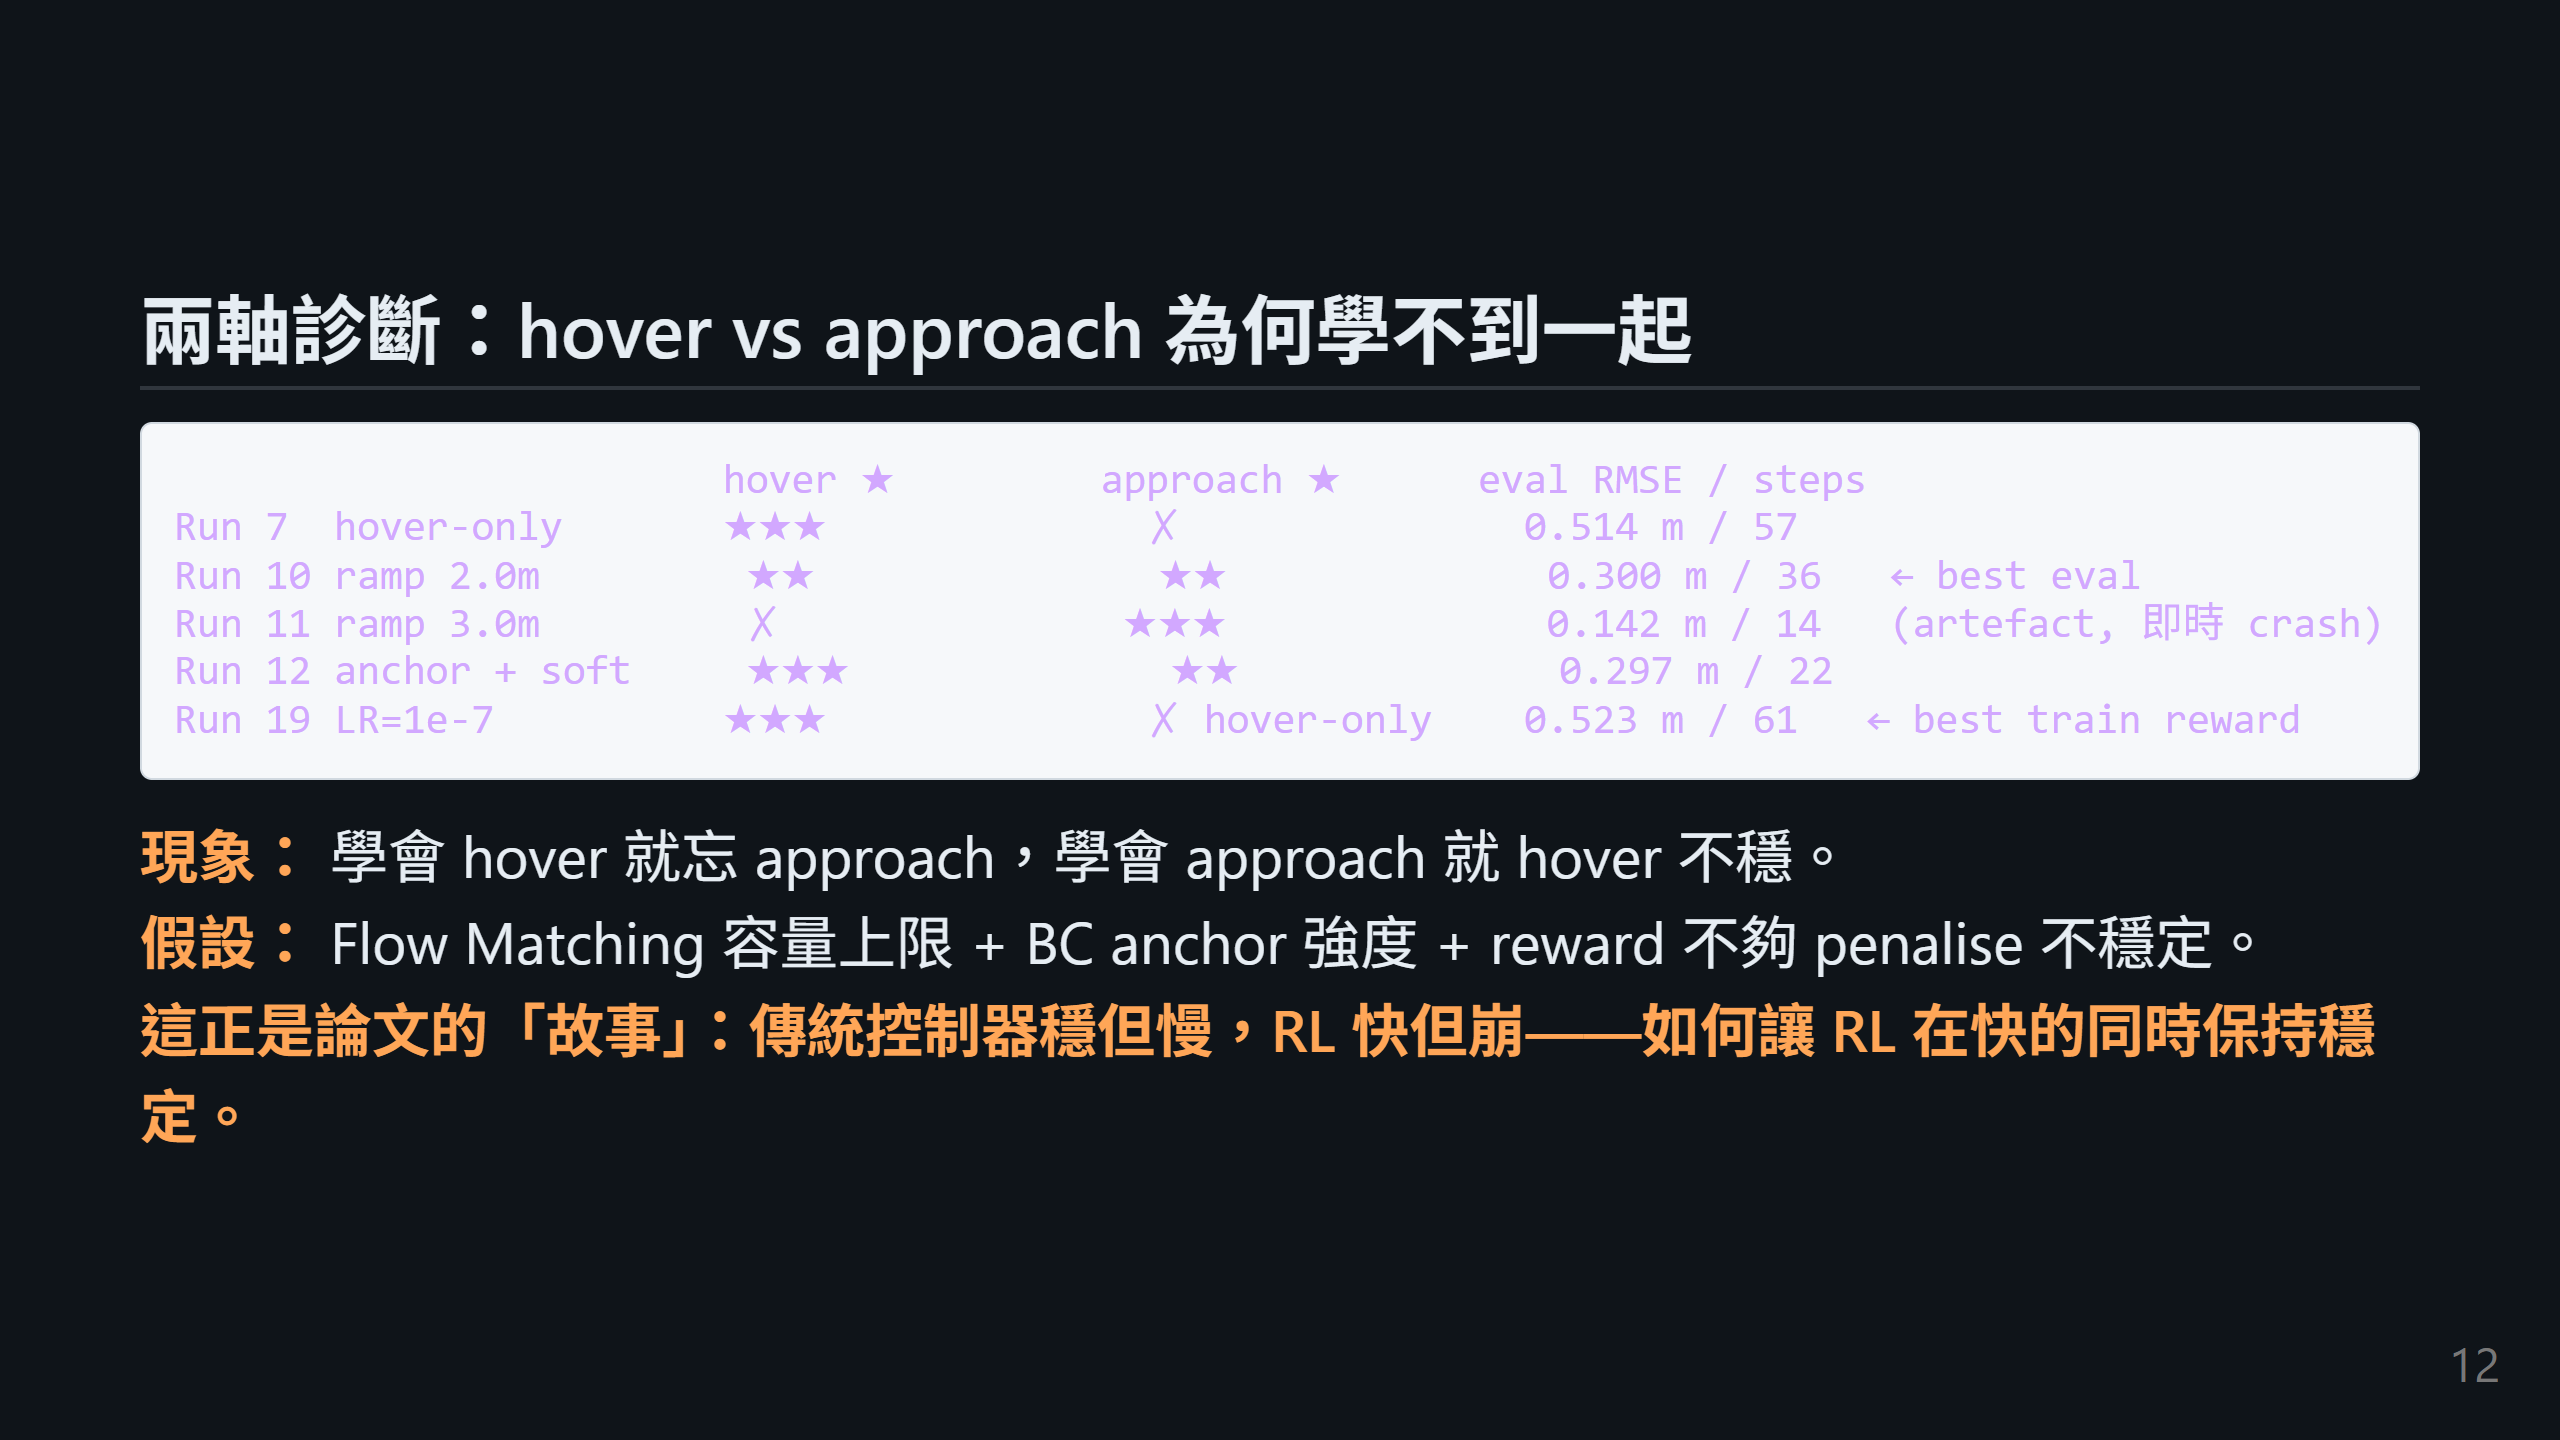 兩軸診斷：hover vs approach 為何學不到一起
hover ★ approach ★ eval RMSE / steps
Run 7 hover-only ★★★ ✗ 0.514 m / 57
Run 10 ramp 2.0m ★★ ★★ 0.300 m / 36 ← best eval
Run 11 ramp 3.0m ✗ ★★★ 0.142 m / 14 (artefact, 即時 crash)
Run 12 anchor + soft ★★★ ★★ 0.297 m / 22
Run 19 LR=1e-7 ★★★ ✗ hover-only 0.523 m / 61 ← best train reward
現象： 學會 hover 就忘 approach，學會 approach 就 hover 不穩。
假設： Flow Matching 容量上限 + BC anchor 強度 + reward 不夠 penalise 不穩定。
這正是論文的「故事」：傳統控制器穩但慢，RL 快但崩——如何讓 RL 在快的同時保持穩
定。
12